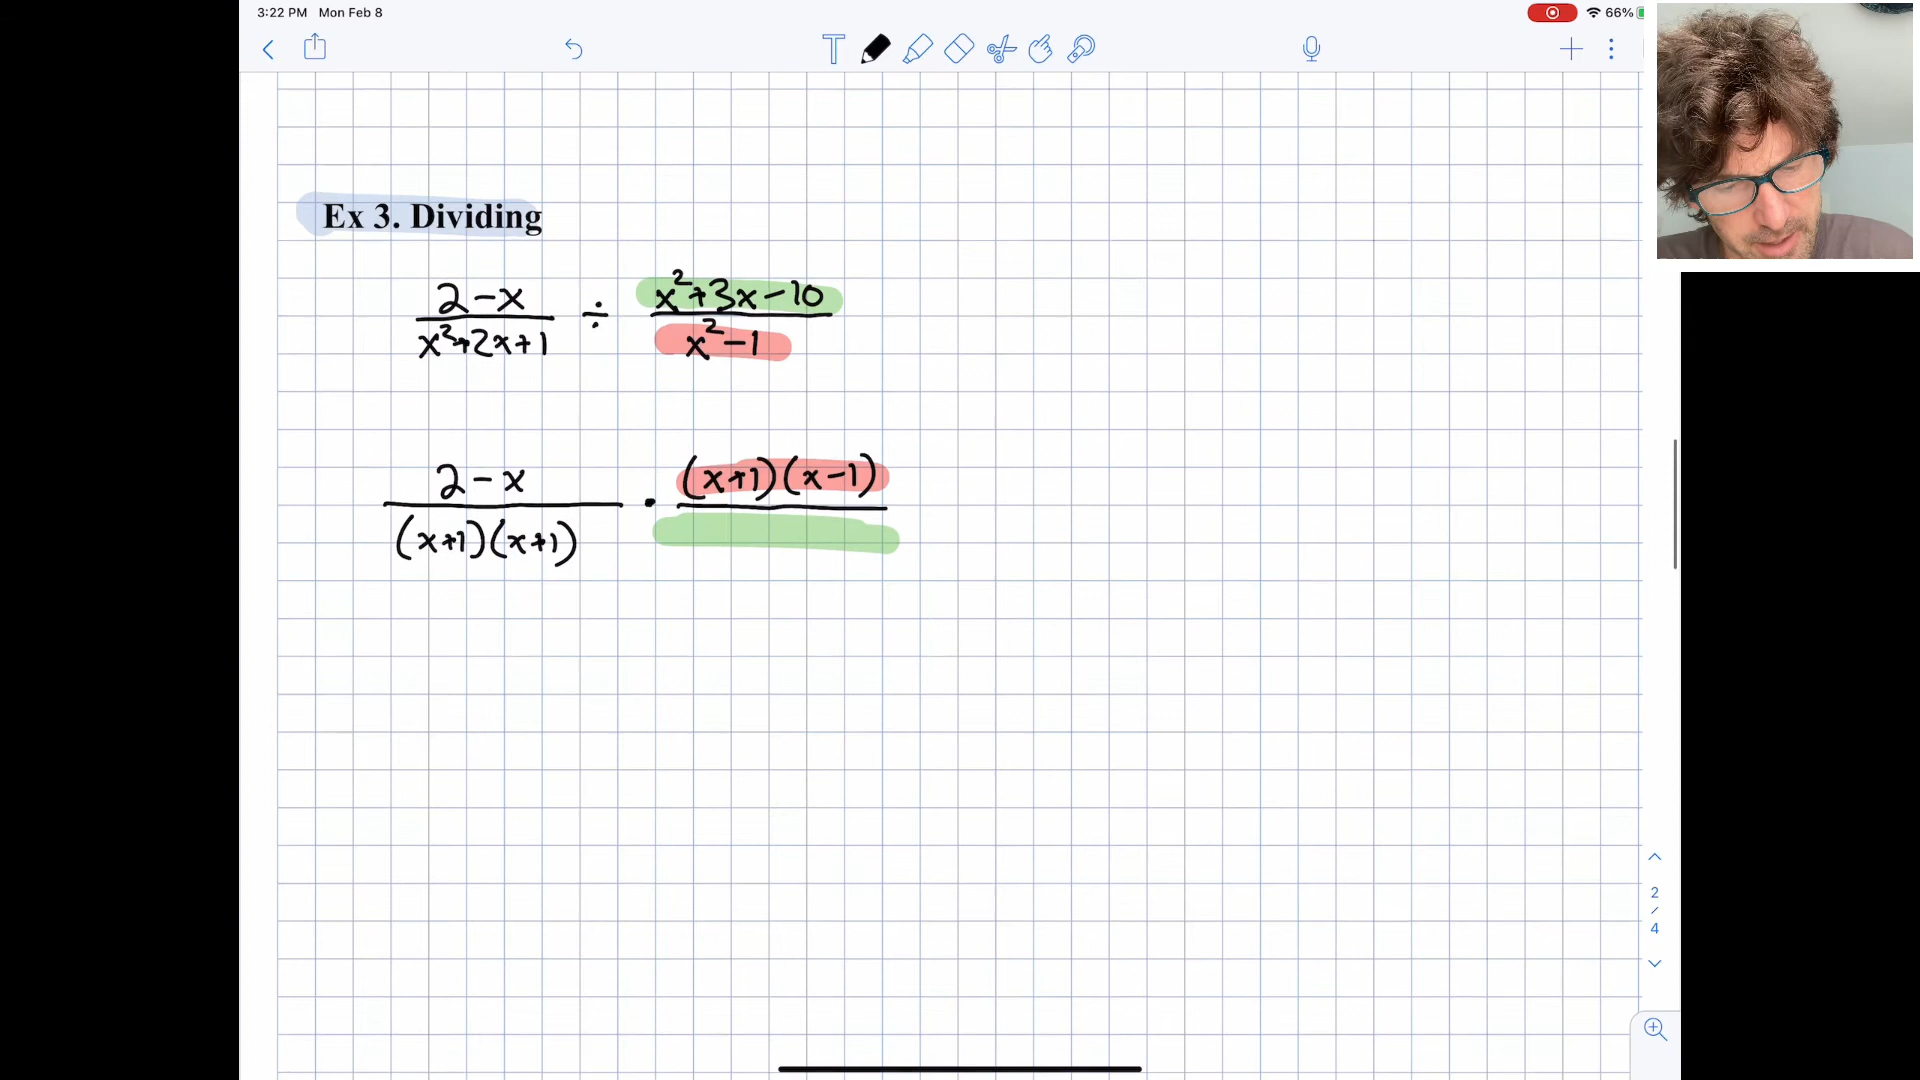 3:22 PM Mon Feb 8 66%
T
Ex 3. Dividing
2-x x²+3x-10
÷
x²+2x+1 x²-1
2-x (x+1)(x-1)
·
(x+1)(x+1)
2
/
4